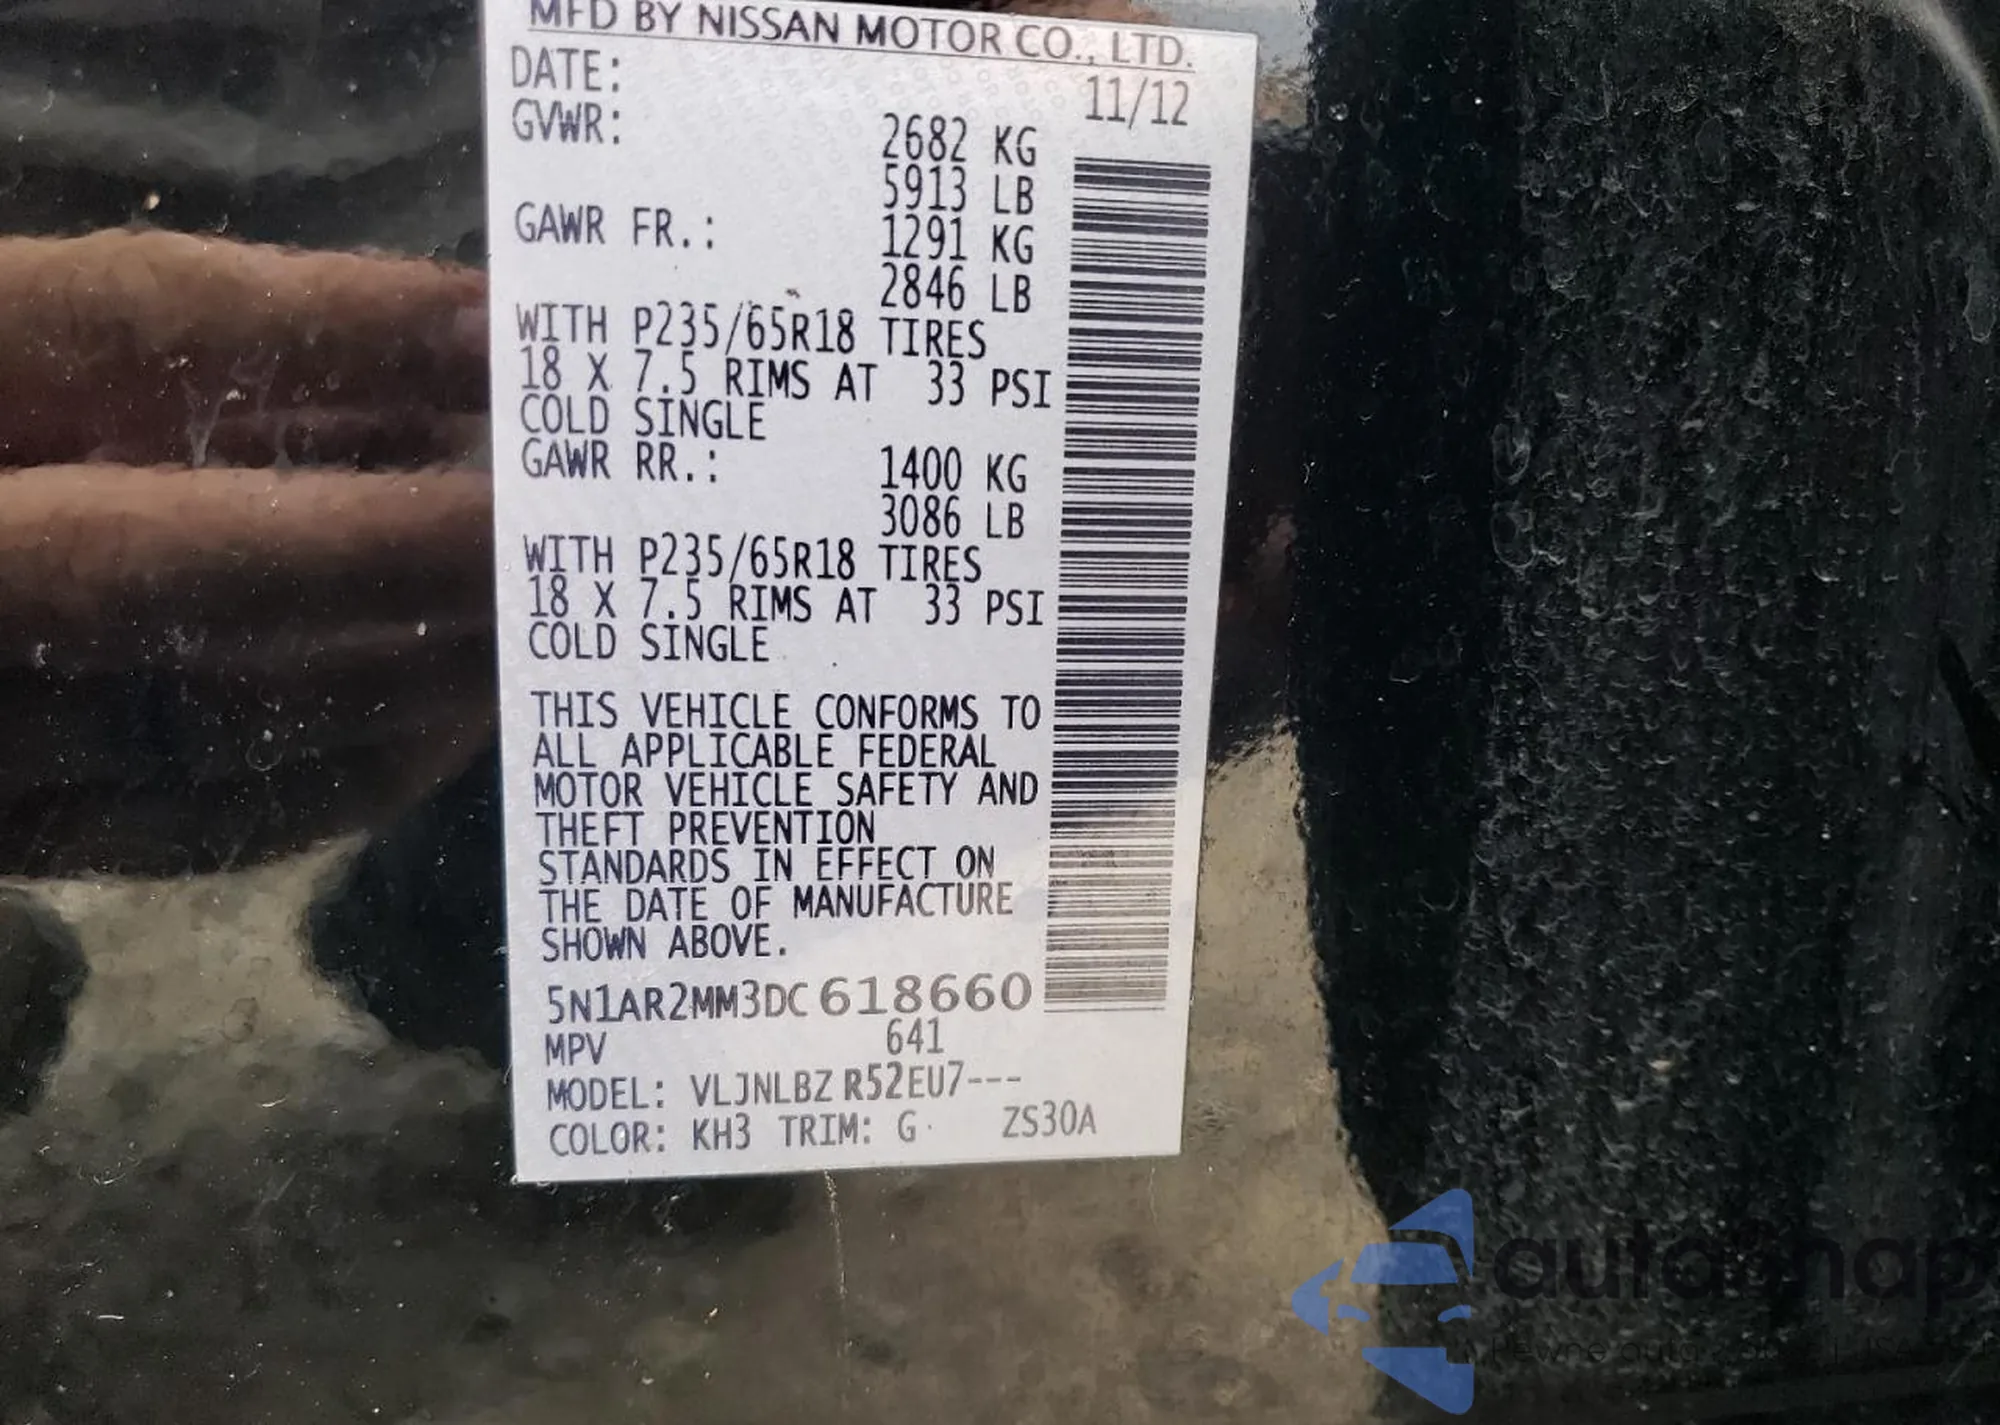 MFD BY NISSAN MOTOR CO., LTD.
DATE: 11/12
GVWR: 2682 KG
5913 LB
GAWR FR.: 1291 KG
2846 LB
WITH P235/65R18 TIRES
18 X 7.5 RIMS AT 33 PSI
COLD SINGLE
GAWR RR.: 1400 KG
3086 LB
WITH P235/65R18 TIRES
18 X 7.5 RIMS AT 33 PSI
COLD SINGLE
THIS VEHICLE CONFORMS TO
ALL APPLICABLE FEDERAL
MOTOR VEHICLE SAFETY AND
THEFT PREVENTION
STANDARDS IN EFFECT ON
THE DATE OF MANUFACTURE
SHOWN ABOVE.
5N1AR2MM3DC618660
MPV 641
MODEL: VLJNLBZ R52EU7---
COLOR: KH3 TRIM: G ZS30A